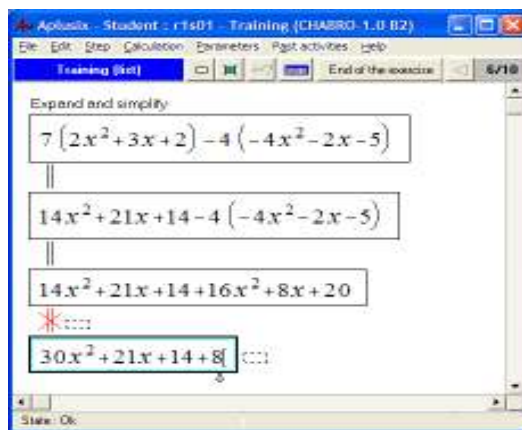 Aplusix - Student : r1s01 - Training (CHABRO-1.0 B2)
File Edit Step Calculation Parameters Past activities Help
Training (list) End of the exercise 6/10
Expand and simplify
7(2x²+3x+2)−4(−4x²−2x−5)
14x²+21x+14−4(−4x²−2x−5)
14x²+21x+14+16x²+8x+20
30x²+21x+14+8
State : Ok